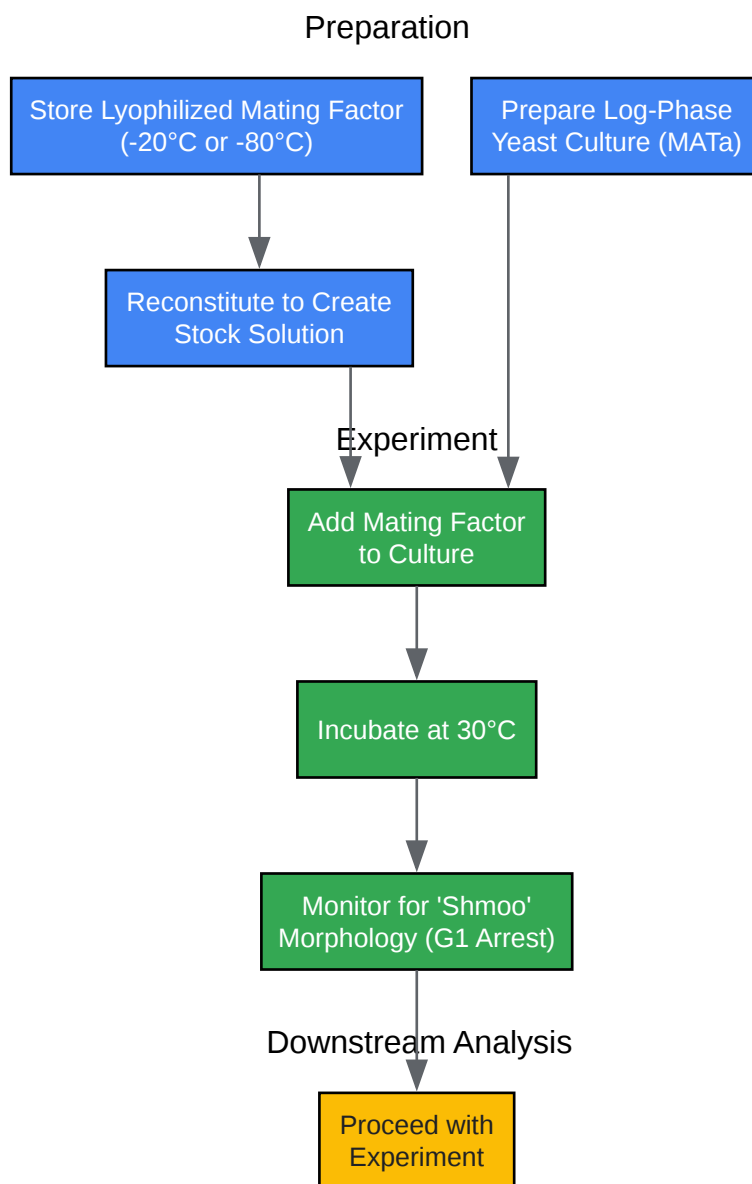 Preparation
Store Lyophilized Mating Factor
(-20°C or -80°C)
Prepare Log-Phase
Yeast Culture (MATa)
Reconstitute to Create
Stock Solution
Experiment
Add Mating Factor
to Culture
Incubate at 30°C
Monitor for 'Shmoo'
Morphology (G1 Arrest)
Downstream Analysis
Proceed with
Experiment